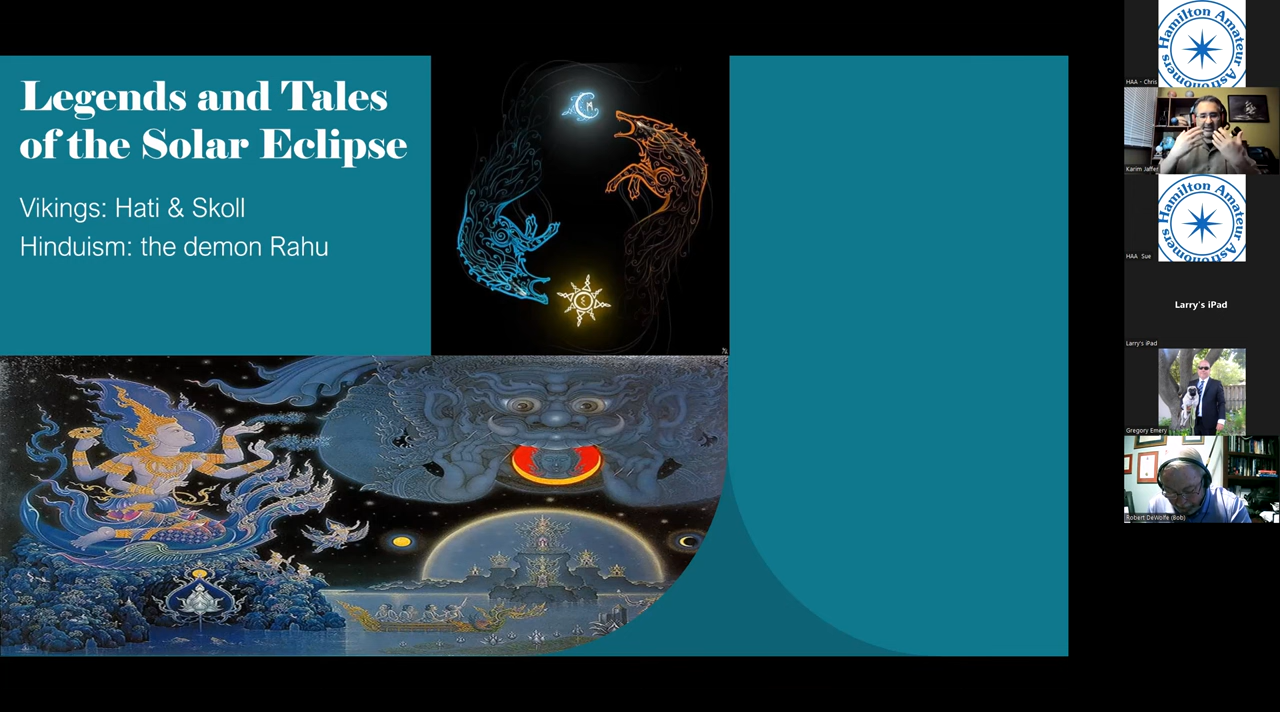 Legends and Tales
of the Solar Eclipse
Vikings: Hati & Skoll
Hinduism: the demon Rahu
Hamilton Amateur Astronomers
HAA - Chris
Karim Jaffer
Hamilton Amateur Astronomers
HAA Sue
Larry's iPad
Larry's iPad
Gregory Emery
Robert DeWolfe (Bob)